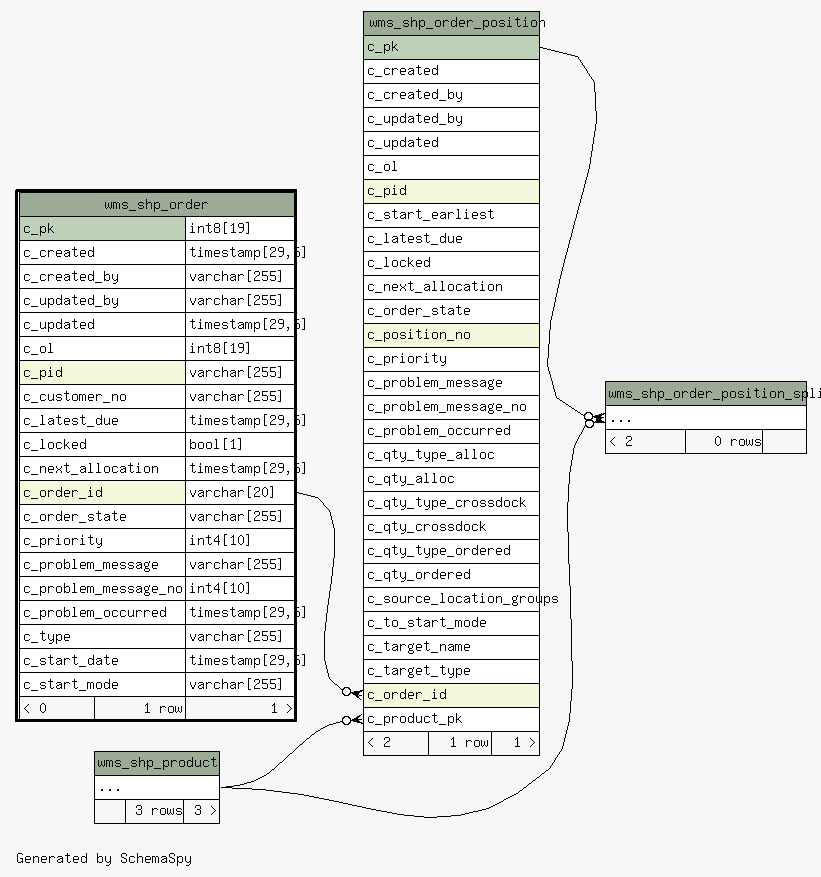 wms_shp_order
c_pk int8[19]
c_created timestamp[29,6]
c_created_by varchar[255]
c_updated_by varchar[255]
c_updated timestamp[29,6]
c_ol int8[19]
c_pid varchar[255]
c_customer_no varchar[255]
c_latest_due timestamp[29,6]
c_locked bool[1]
c_next_allocation timestamp[29,6]
c_order_id varchar[20]
c_order_state varchar[255]
c_priority int4[10]
c_problem_message varchar[255]
c_problem_message_no int4[10]
c_problem_occurred timestamp[29,6]
c_type varchar[255]
c_start_date timestamp[29,6]
c_start_mode varchar[255]
< 0 1 row 1 >
wms_shp_order_position
c_pk
c_created
c_created_by
c_updated_by
c_updated
c_ol
c_pid
c_start_earliest
c_latest_due
c_locked
c_next_allocation
c_order_state
c_position_no
c_priority
c_problem_message
c_problem_message_no
c_problem_occurred
c_qty_type_alloc
c_qty_alloc
c_qty_type_crossdock
c_qty_crossdock
c_qty_type_ordered
c_qty_ordered
c_source_location_groups
c_to_start_mode
c_target_name
c_target_type
c_order_id
c_product_pk
< 2 1 row 1 >
wms_shp_order_position_spli
...
< 2 0 rows
wms_shp_product
...
3 rows 3 >
Generated by SchemaSpy